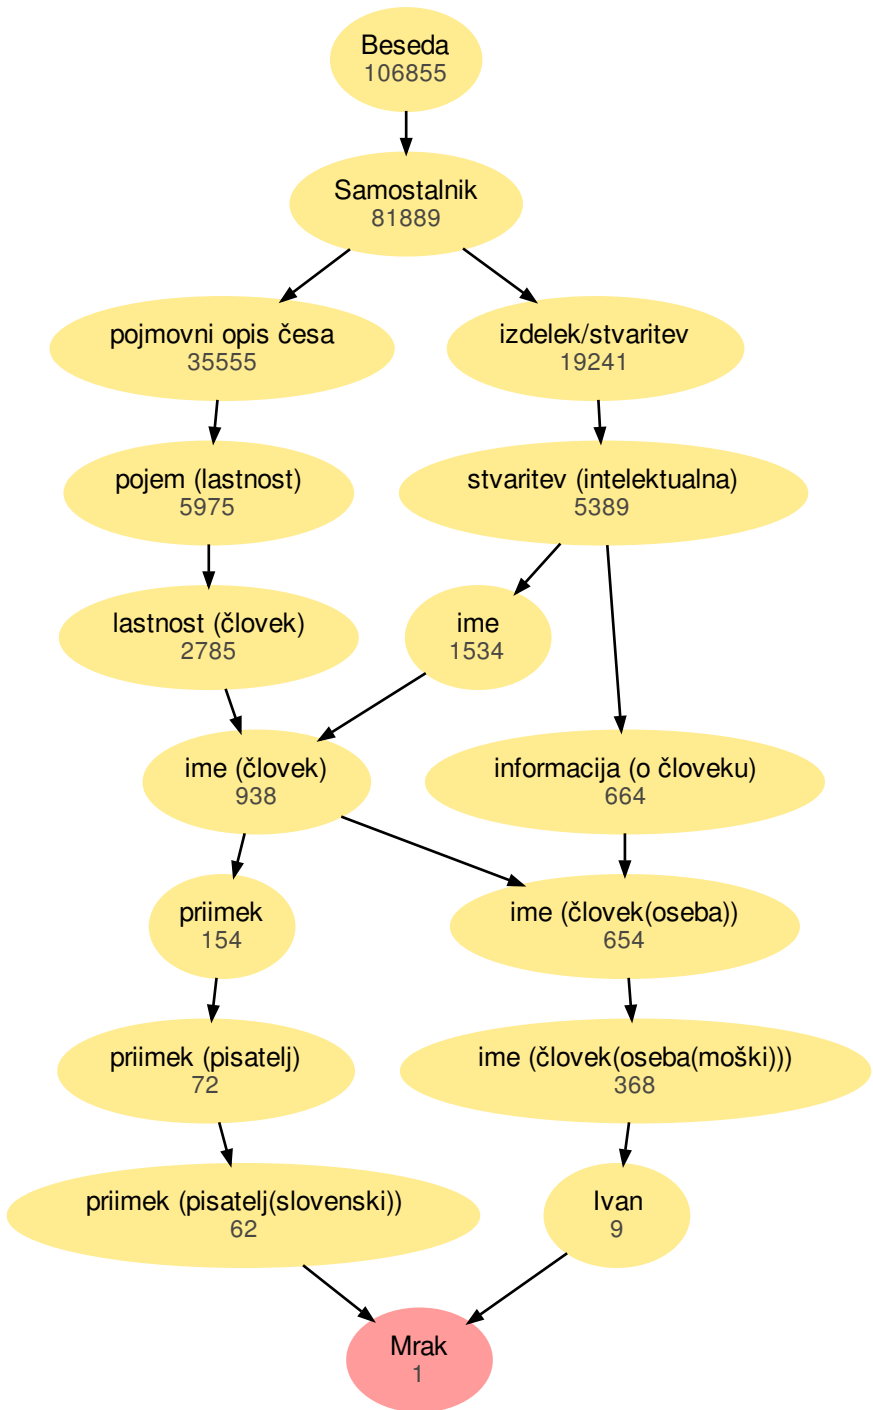 Beseda
106855
Samostalnik
81889
pojmovni opis česa
35555
izdelek/stvaritev
19241
pojem (lastnost)
5975
stvaritev (intelektualna)
5389
lastnost (človek)
2785
ime
1534
ime (človek)
938
informacija (o človeku)
664
priimek
154
ime (človek(oseba))
654
priimek (pisatelj)
72
ime (človek(oseba(moški)))
368
priimek (pisatelj(slovenski))
62
Ivan
9
Mrak
1